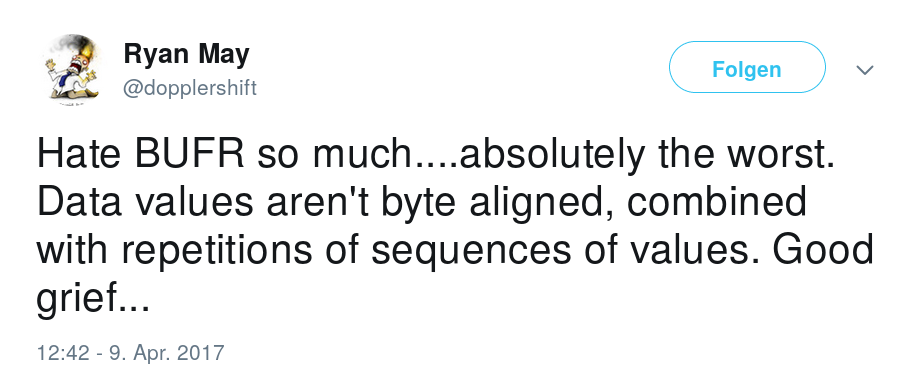 Ryan May
@dopplershift
Folgen
Hate BUFR so much....absolutely the worst.
Data values aren't byte aligned, combined
with repetitions of sequences of values. Good
grief...
12:42 - 9. Apr. 2017